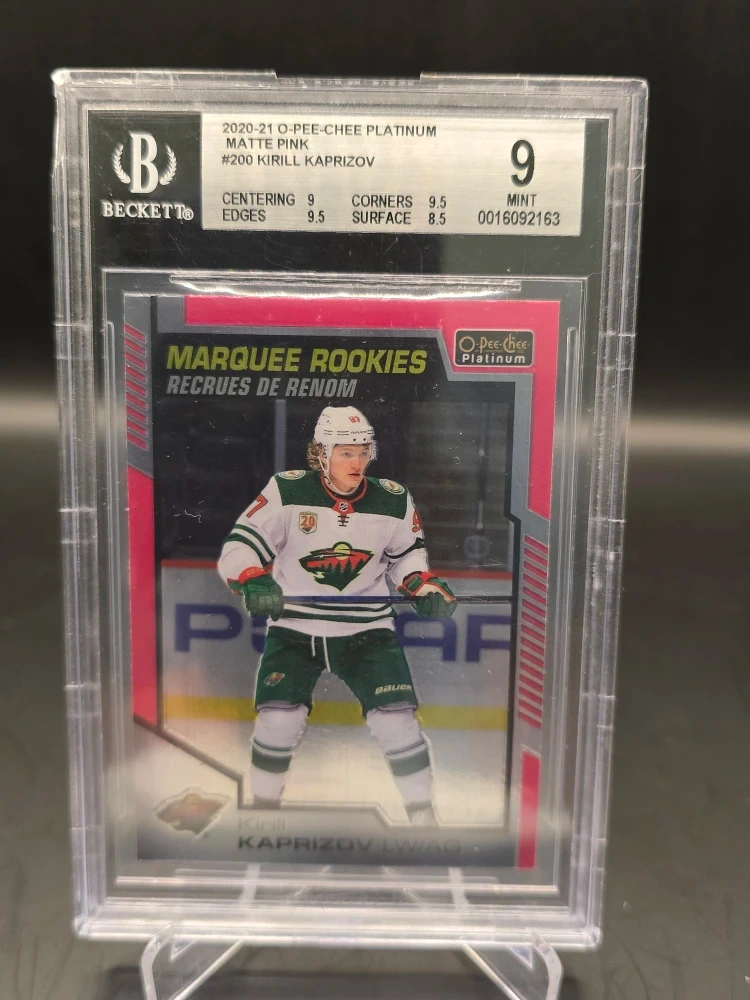 2020-21 O-PEE-CHEE PLATINUM
MATTE PINK
#200 KIRILL KAPRIZOV
CENTERING 9 CORNERS 9.5
EDGES 9.5 SURFACE 8.5
9
MINT
0016092163
B
BECKETT®
O-Pee-Chee
Platinum
MARQUEE ROOKIES
RECRUES DE RENOM
97
7
9
20
BAUER
Kirill
KAPRIZOV LW/AG